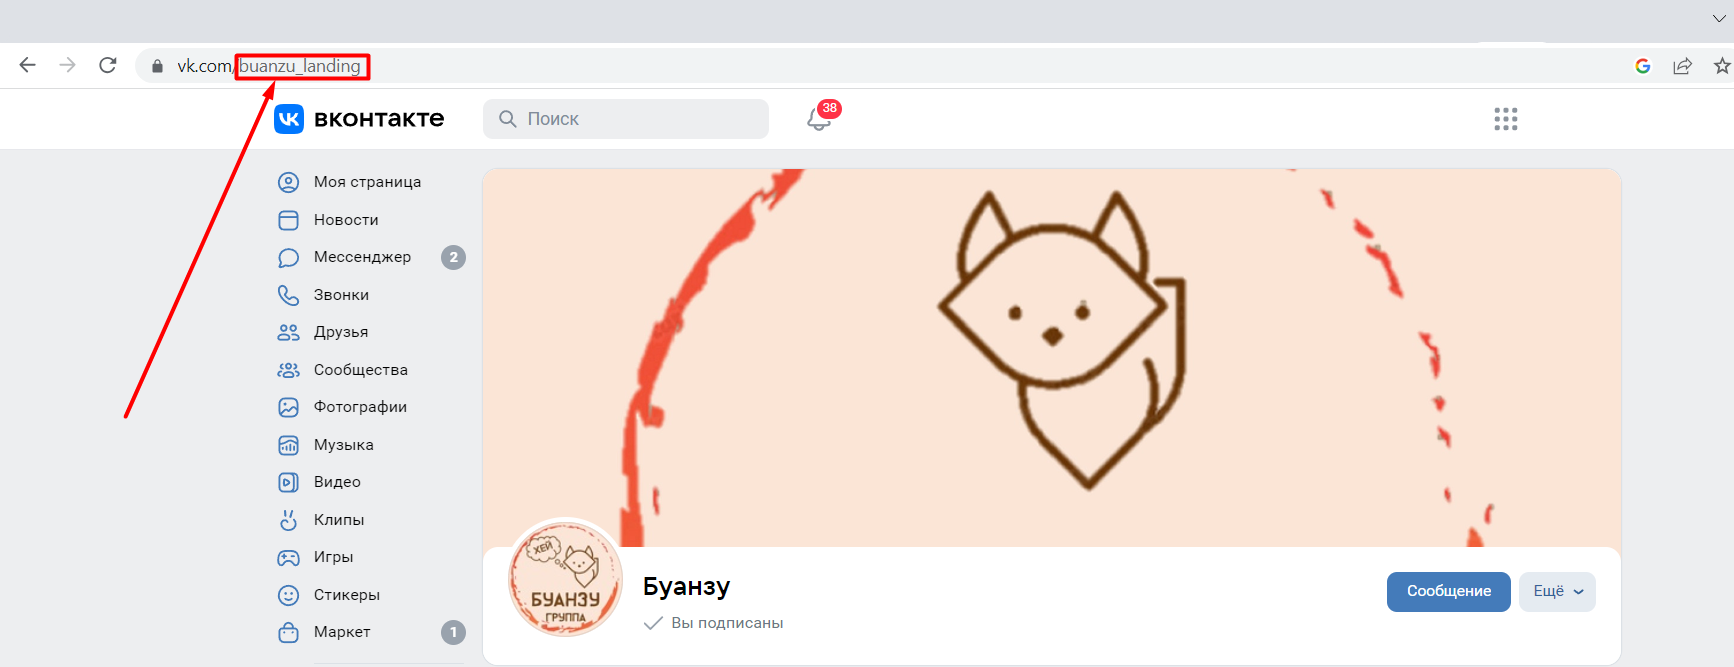 vk.com/buanzu_landing
вконтакте
Поиск
38
Моя страница
Новости
Мессенджер
2
Звонки
Друзья
Сообщества
Фотографии
Музыка
Видео
Клипы
Игры
Стикеры
Маркет
1
ХЕЙ
БУАНЗУ
ГРУППА
Буанзу
Вы подписаны
Сообщение
Ещё